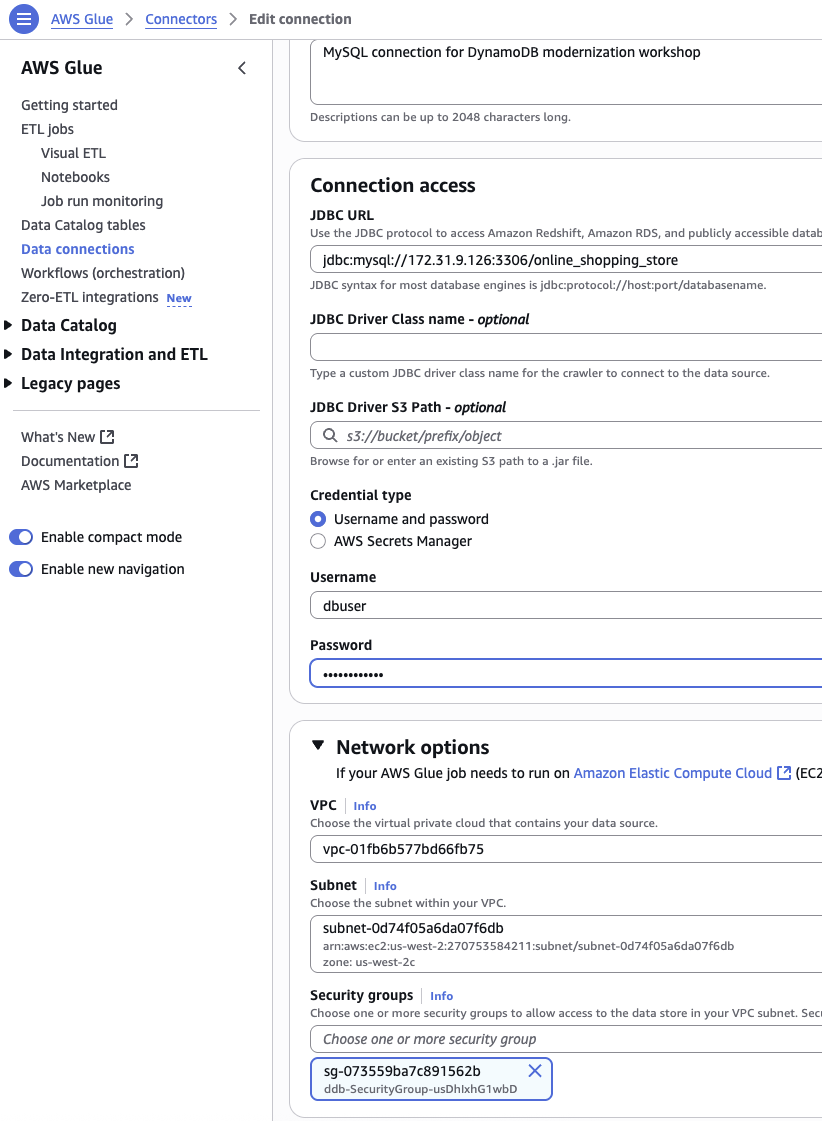 AWS Glue > Connectors > Edit connection
AWS Glue
Getting started
ETL jobs
Visual ETL
Notebooks
Job run monitoring
Data Catalog tables
Data connections
Workflows (orchestration)
Zero-ETL integrations New
Data Catalog
Data Integration and ETL
Legacy pages
What's New
Documentation
AWS Marketplace
Enable compact mode
Enable new navigation
MySQL connection for DynamoDB modernization workshop
Descriptions can be up to 2048 characters long.
Connection access
JDBC URL
Use the JDBC protocol to access Amazon Redshift, Amazon RDS, and publicly accessible datab
jdbc:mysql://172.31.9.126:3306/online_shopping_store
JDBC syntax for most database engines is jdbc:protocol://host:port/databasename.
JDBC Driver Class name - optional
Type a custom JDBC driver class name for the crawler to connect to the data source.
JDBC Driver S3 Path - optional
s3://bucket/prefix/object
Browse for or enter an existing S3 path to a .jar file.
Credential type
Username and password
AWS Secrets Manager
Username
dbuser
Password
••••••••••••
Network options
If your AWS Glue job needs to run on Amazon Elastic Compute Cloud (EC2
VPC Info
Choose the virtual private cloud that contains your data source.
vpc-01fb6b577bd66fb75
Subnet Info
Choose the subnet within your VPC.
subnet-0d74f05a6da07f6db
arn:aws:ec2:us-west-2:270753584211:subnet/subnet-0d74f05a6da07f6db
zone: us-west-2c
Security groups Info
Choose one or more security groups to allow access to the data store in your VPC subnet. Secu
Choose one or more security group
sg-073559ba7c891562b
ddb-SecurityGroup-usDhIxhG1wbD